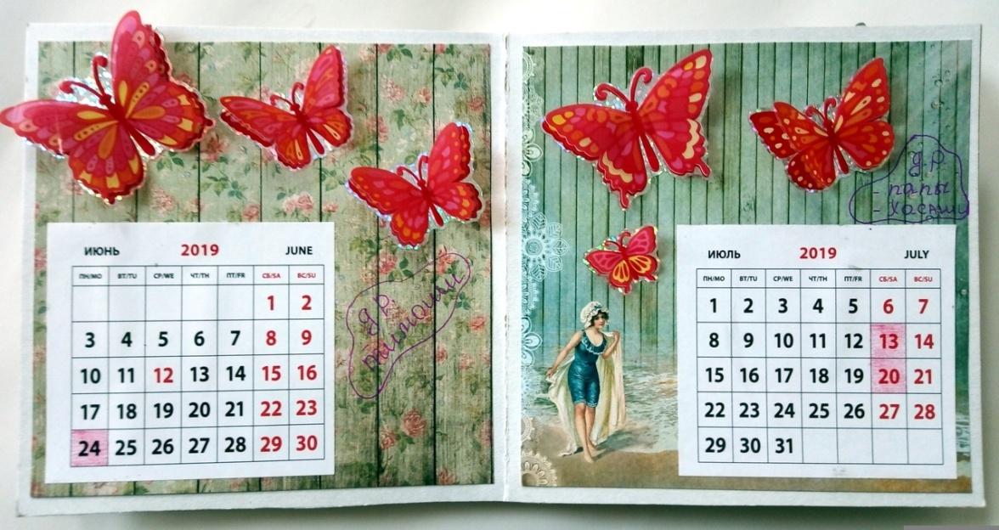 ИЮНЬ 2019 JUNE
ПН/MO ВТ/TU СР/WE ЧТ/TH ПТ/FR СБ/SA ВС/SU
1 2
3 4 5 6 7 8 9
10 11 12 13 14 15 16
17 18 19 20 21 22 23
24 25 26 27 28 29 30
Д.Р.
Д.Р.
- папы
ИЮЛЬ 2019 JULY
ПН/MO ВТ/TU СР/WE ЧТ/TH ПТ/FR СБ/SA ВС/SU
1 2 3 4 5 6 7
8 9 10 11 12 13 14
15 16 17 18 19 20 21
22 23 24 25 26 27 28
29 30 31